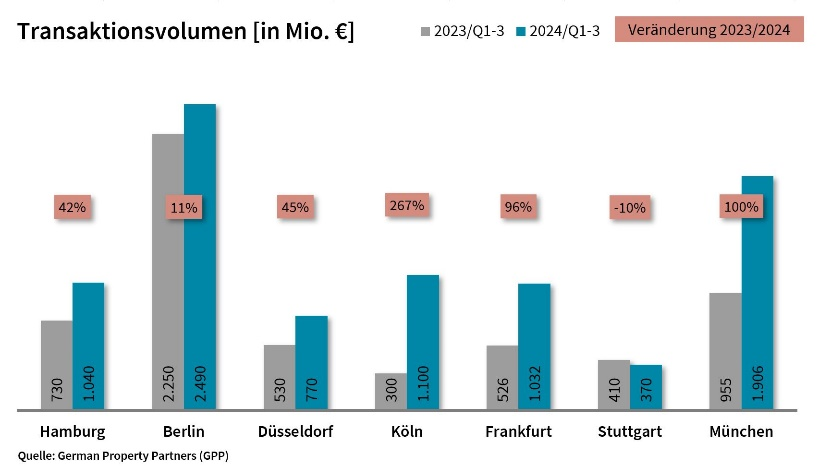 Transaktionsvolumen [in Mio. €]
2023/Q1-3 2024/Q1-3
Veränderung 2023/2024
42% 11% 45% 267% 96% -10% 100%
730 1.040 2.250 2.490 530 770 300 1.100 526 1.032 410 370 955 1.906
Hamburg Berlin Düsseldorf Köln Frankfurt Stuttgart München
Quelle: German Property Partners (GPP)